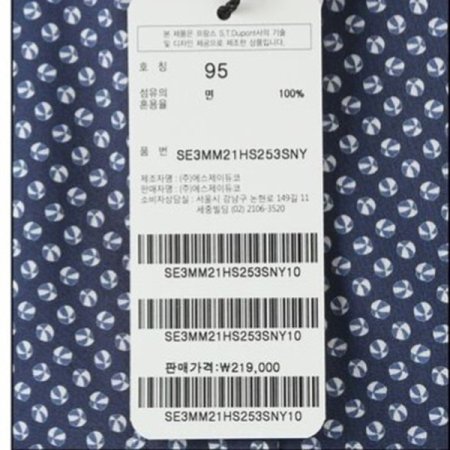 본 제품은 프랑스 S.T.Dupont사의 기술
및 디자인 제공으로 제조한 상품입니다.
호 칭 95
섬유의 혼용율 면 100%
품 번 SE3MM21HS253SNY
제조자명 : (주)에스제이듀코
판매자명 : (주)에스제이듀코
소비자상담실 : 서울시 강남구 논현로 149길 11
세중빌딩 (02) 2106-3520
SE3MM21HS253SNY10
SE3MM21HS253SNY10
판매가격:₩219,000
SE3MM21HS253SNY10